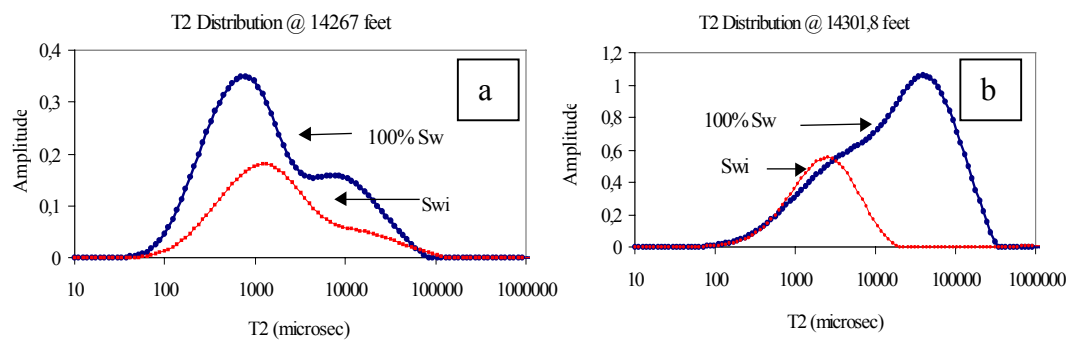 T2 Distribution @ 14267 feet
0,4
0,3
0,2
0,1
0
Amplitude
a
100% Sw
Swi
10 100 1000 10000 100000 1000000
T2 (microsec)
T2 Distribution @ 14301,8 feet
1,2
1
0,8
0,6
0,4
0,2
0
Amplitude
b
100% Sw
Swi
10 100 1000 10000 100000 1000000
T2 (microsec)